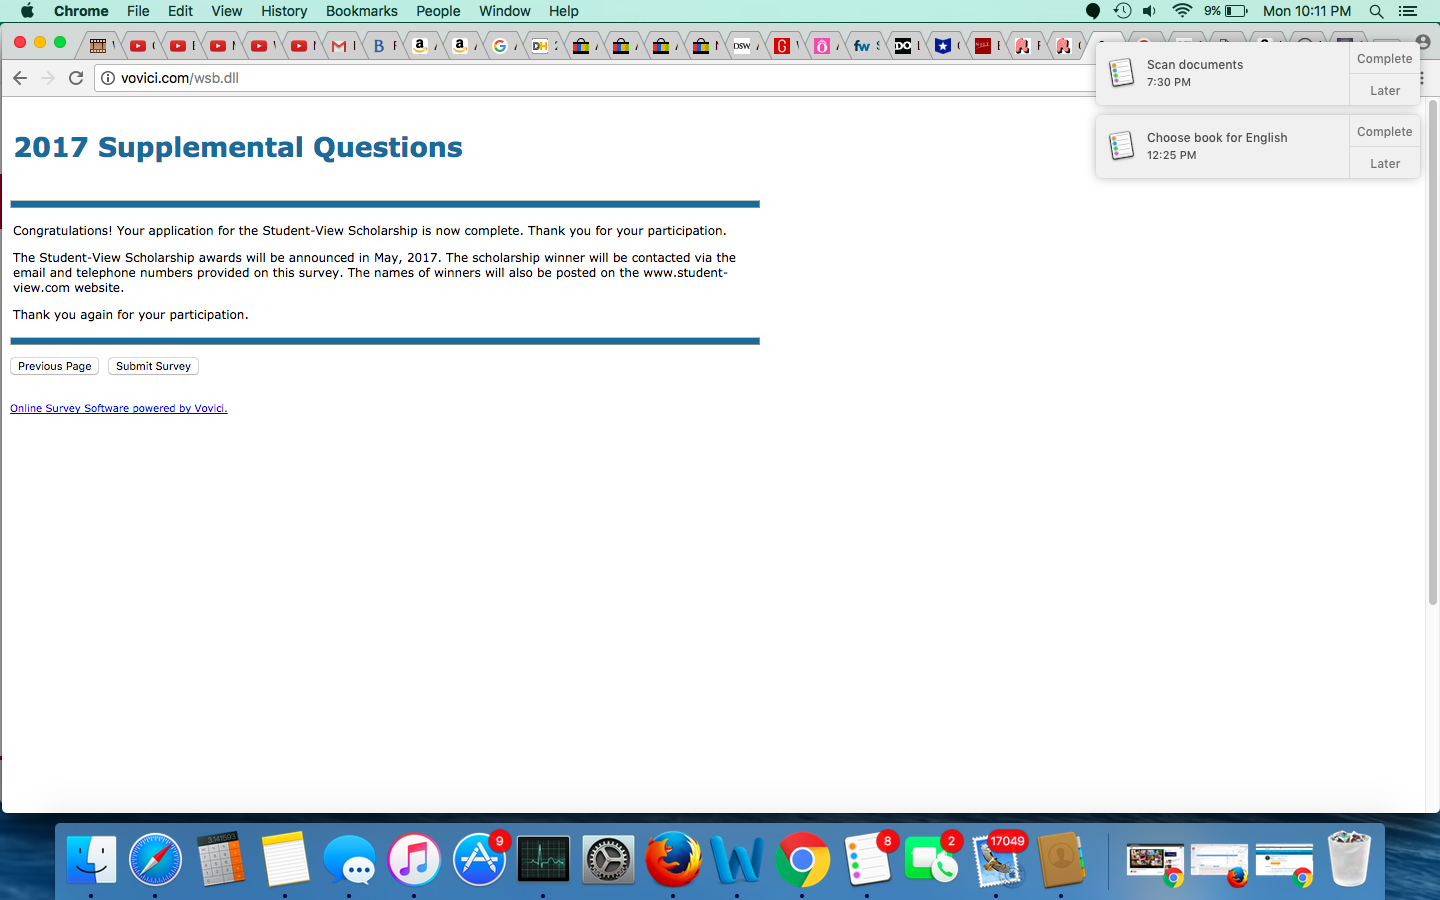 Chrome File Edit View History Bookmarks People Window Help 9% Mon 10:11 PM
vovici.com/wsb.dll
Scan documents
7:30 PM
Complete
Later
Choose book for English
12:25 PM
Complete
Later
2017 Supplemental Questions
Congratulations! Your application for the Student-View Scholarship is now complete. Thank you for your participation.
The Student-View Scholarship awards will be announced in May, 2017. The scholarship winner will be contacted via the
email and telephone numbers provided on this survey. The names of winners will also be posted on the www.student-
view.com website.
Thank you again for your participation.
Previous Page Submit Survey
Online Survey Software powered by Vovici.
9 8 2 17049